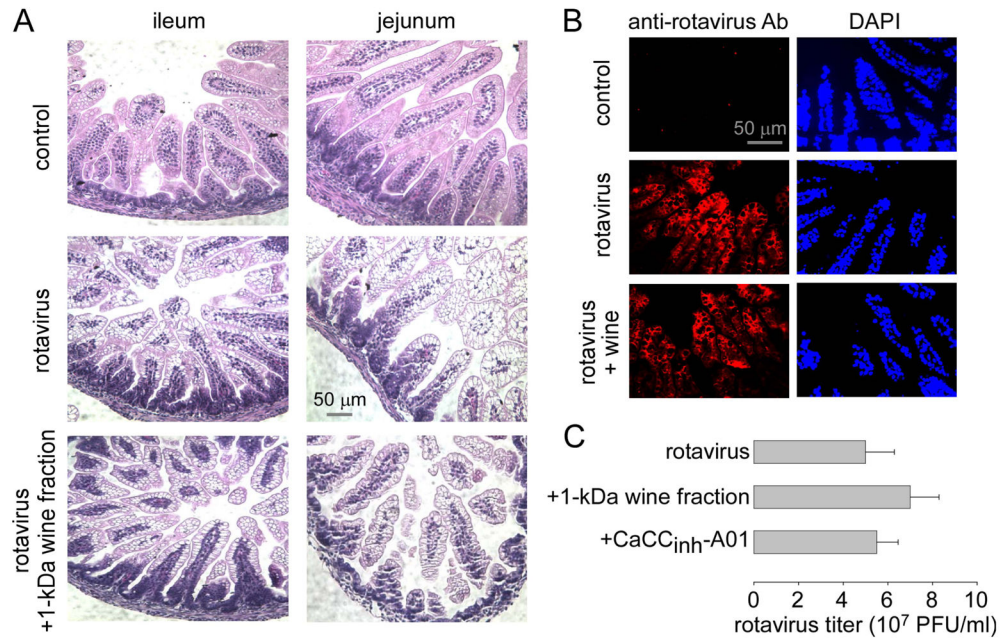 A
ileum
jejunum
control
rotavirus
50 μm
rotavirus
+1-kDa wine fraction
B
anti-rotavirus Ab
DAPI
control
50 μm
rotavirus
rotavirus
+ wine
C
rotavirus
+1-kDa wine fraction
+CaCCinh-A01
0 2 4 6 8 10
rotavirus titer (10⁷ PFU/ml)